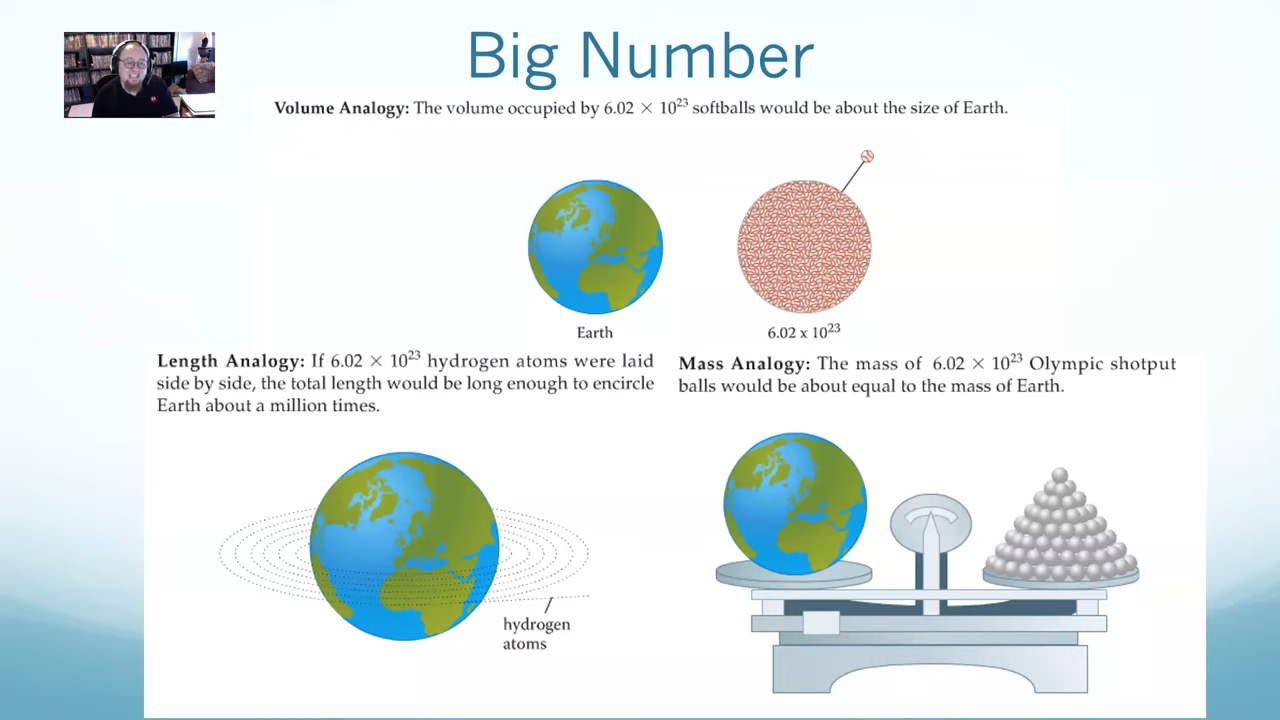 Big Number
Volume Analogy: The volume occupied by 6.02 × 10²³ softballs would be about the size of Earth.
Earth
6.02 x 10²³
Length Analogy: If 6.02 × 10²³ hydrogen atoms were laid
side by side, the total length would be long enough to encircle
Earth about a million times.
hydrogen
atoms
Mass Analogy: The mass of 6.02 × 10²³ Olympic shotput
balls would be about equal to the mass of Earth.